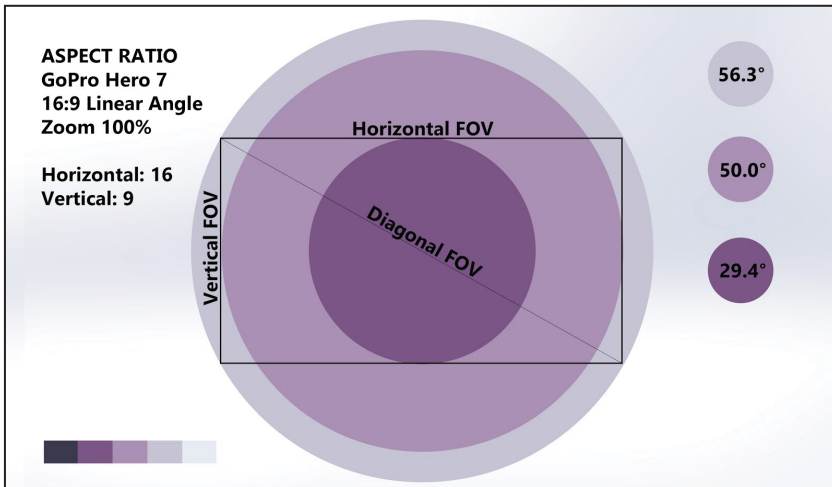 ASPECT RATIO
GoPro Hero 7
16:9 Linear Angle
Zoom 100%
Horizontal: 16
Vertical: 9
Horizontal FOV
Vertical FOV
Diagonal FOV
56.3°
50.0°
29.4°